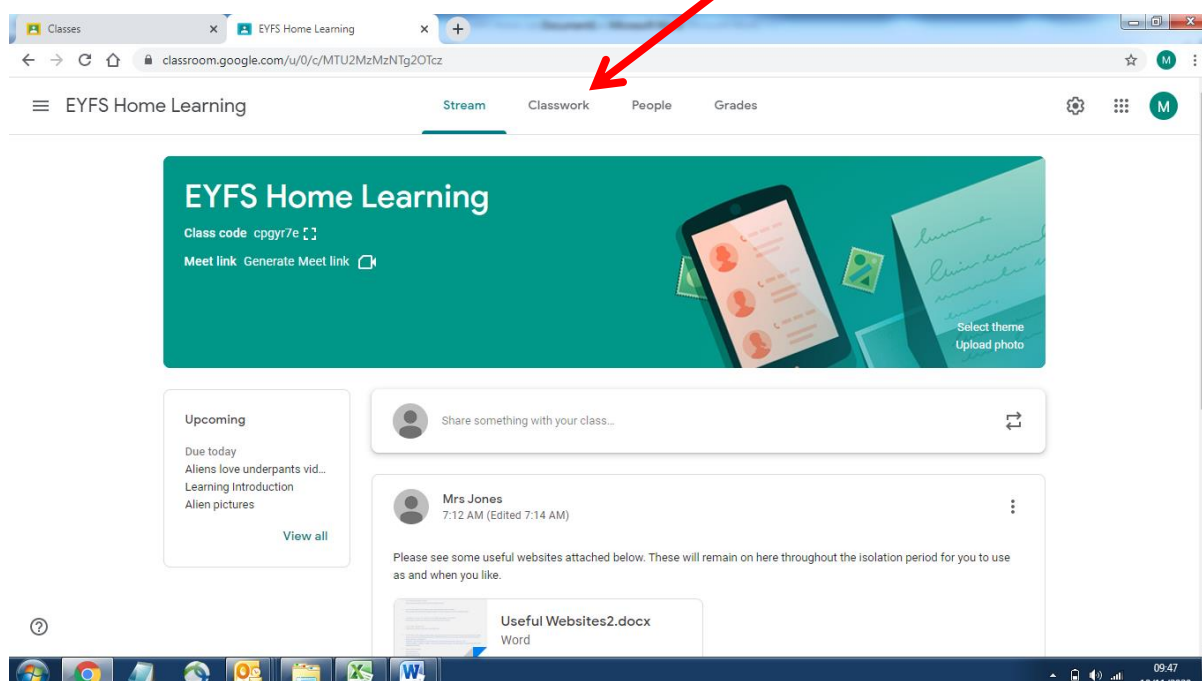 Classes
EYFS Home Learning
classroom.google.com/u/0/c/MTU2MzMzNTg2OTcz
M
EYFS Home Learning
Stream Classwork People Grades
M
EYFS Home Learning
Class code cpgyr7e
Meet link Generate Meet link
Select theme
Upload photo
Upcoming
Due today
Aliens love underpants vid...
Learning Introduction
Alien pictures
View all
Share something with your class...
Mrs Jones
7:12 AM (Edited 7:14 AM)
Please see some useful websites attached below. These will remain on here throughout the isolation period for you to use
as and when you like.
Useful Websites2.docx
Word
09:47